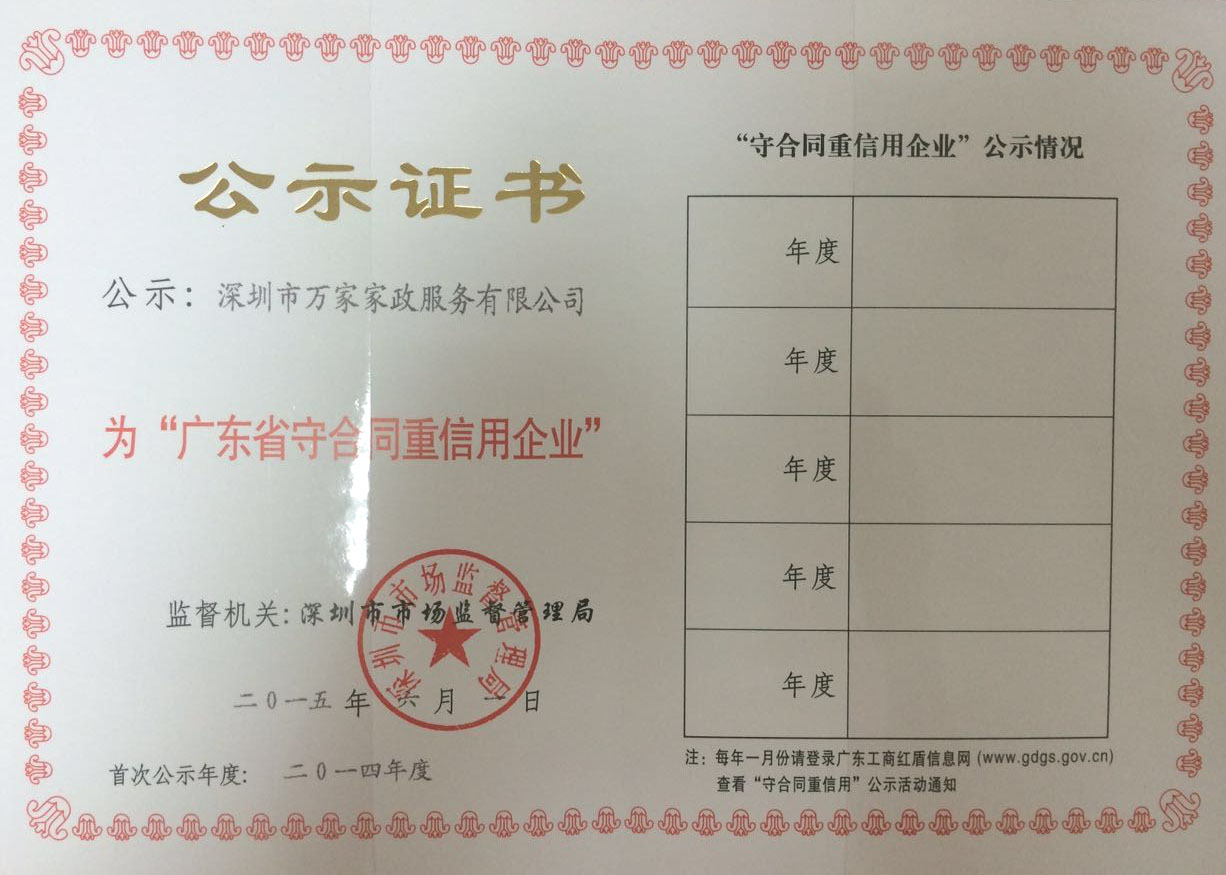 公示证书
公示：深圳市万家家政服务有限公司
为“广东省守合同重信用企业”
监督机关:深圳市市场监督管理局
深圳市市场监督管理局
二0一五年六月一日
首次公示年度: 二0一四年度
“守合同重信用企业”公示情况
年度
年度
年度
年度
年度
注：每年一月份请登录广东工商红盾信息网 (www.gdgs.gov.cn)
查看“守合同重信用”公示活动通知